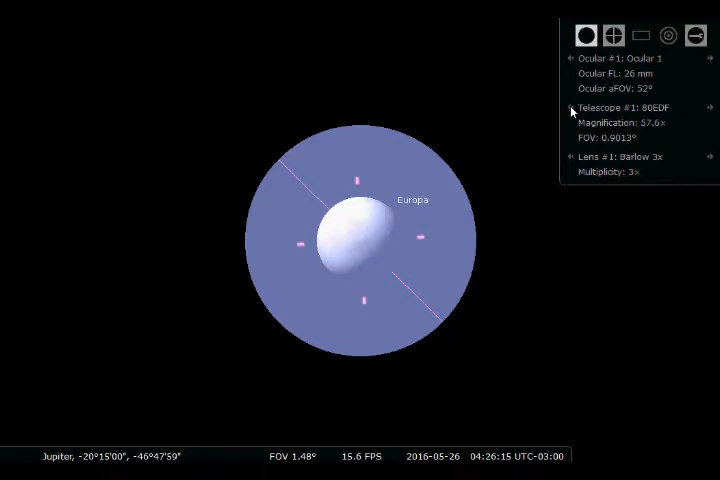 Ocular #1: Ocular 1
Ocular FL: 26 mm
Ocular aFOV: 52°
Telescope #1: 80EDF
Magnification: 57.6×
FOV: 0.9013°
Lens #1: Barlow 3x
Multiplicity: 3×
Europa
Jupiter, -20°15'00", -46°47'59"
FOV 1.48°
15.6 FPS
2016-05-26
04:26:15 UTC-03:00